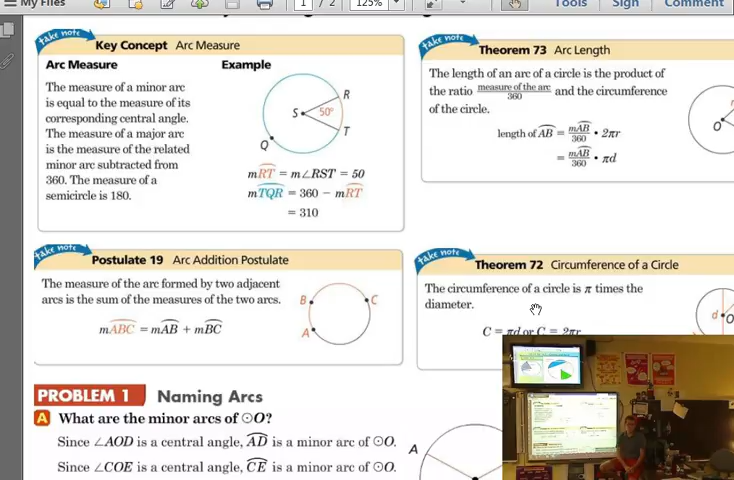 My Files
1 / 2
125%
Tools
Sign
Comment
take note
Key Concept Arc Measure
Arc Measure
Example
The measure of a minor arc
is equal to the measure of its
corresponding central angle.
The measure of a major arc
is the measure of the related
minor arc subtracted from
360. The measure of a
semicircle is 180.
R
S
50°
T
Q
mRT = m∠RST = 50
mTQR = 360 − mRT
= 310
take note
Theorem 73 Arc Length
The length of an arc of a circle is the product of
the ratio measure of the arc/360 and the circumference
of the circle.
length of AB = mAB/360 • 2πr
= mAB/360 • πd
r
O
take note
Postulate 19 Arc Addition Postulate
The measure of the arc formed by two adjacent
arcs is the sum of the measures of the two arcs.
mABC = mAB + mBC
B
C
A
take note
Theorem 72 Circumference of a Circle
The circumference of a circle is π times the
diameter.
C = πd or C = 2πr
d
O
PROBLEM 1 Naming Arcs
A What are the minor arcs of ⊙O?
Since ∠AOD is a central angle, AD is a minor arc of ⊙O.
Since ∠COE is a central angle, CE is a minor arc of ⊙O.
A